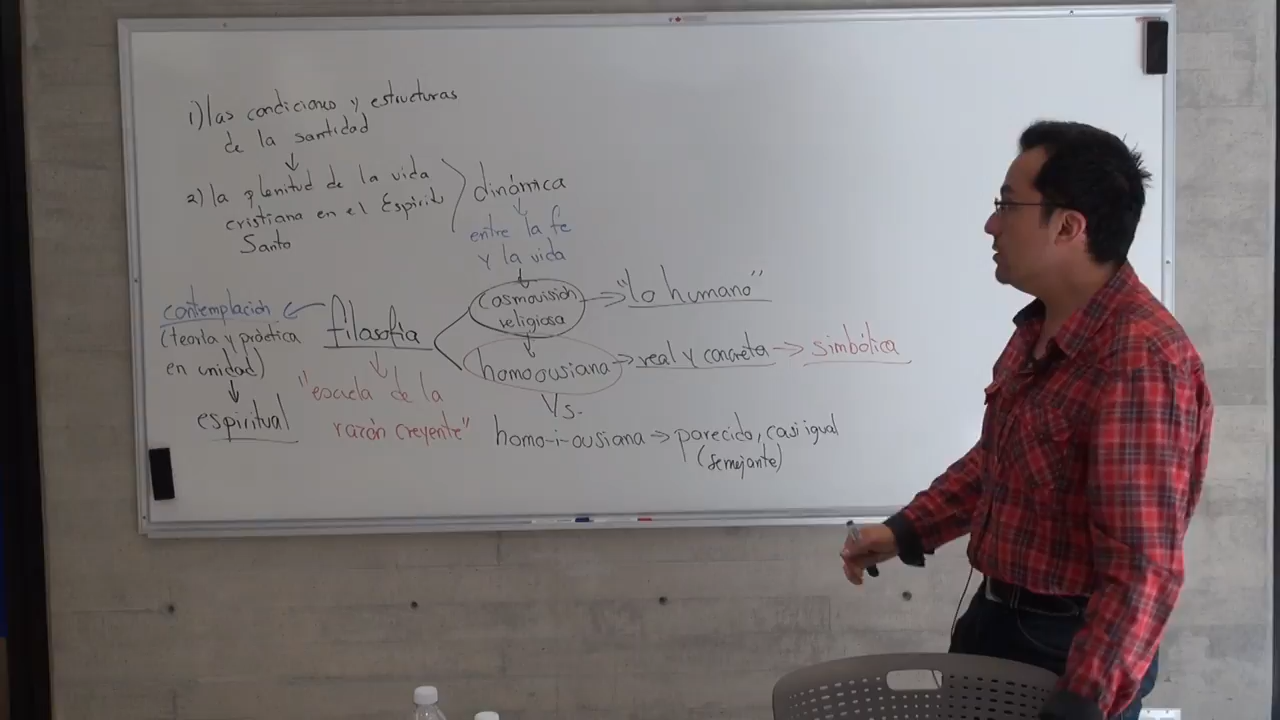 1) las condiciones y estructuras
de la santidad
↓
2) la plenitud de la vida
cristiana en el Espíritu
Santo
dinámica
↓
entre la fe
y la vida
↓
cosmovisión → "lo humano"
religiosa
↓
contemplación ← filosofía
(teoría y práctica
en unidad)
↓
espiritual
↓
"escuela de la
razón creyente"
homoousiana → real y concreta → simbólica
Vs.
homo-i-ousiana → parecido, casi igual
(semejante)